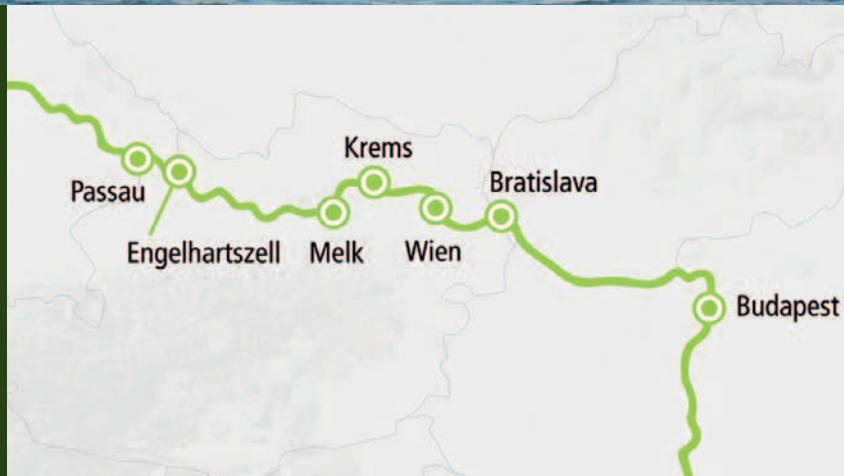 Krems
Passau
Bratislava
Engelhartszell
Melk
Wien
Budapest